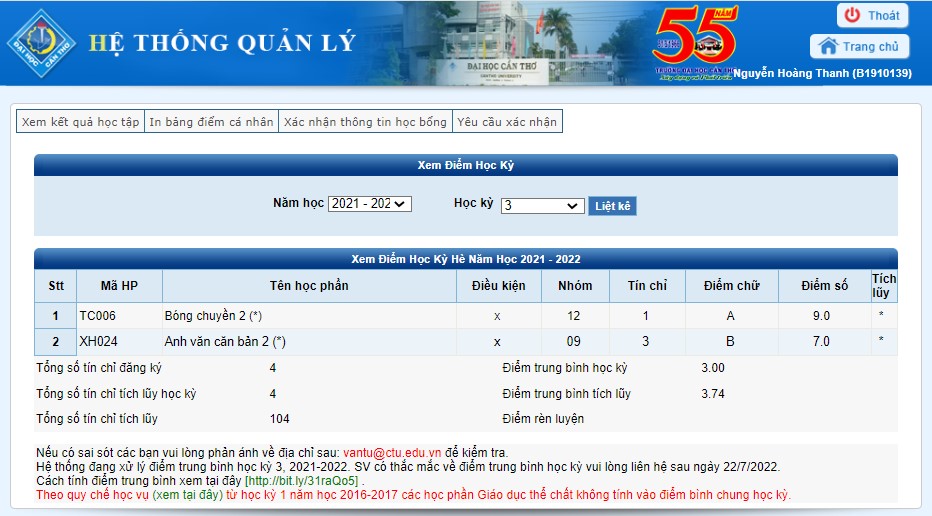 ĐẠI HỌC CẦN THƠ
HỆ THỐNG QUẢN LÝ
ĐẠI HỌC CẦN THƠ
55 NĂM
Thoát
Trang chủ
Nguyễn Hoàng Thanh (B1910139)
Xem kết quả học tập
In bảng điểm cá nhân
Xác nhận thông tin học bổng
Yêu cầu xác nhận
Xem Điểm Học Kỳ
Năm học 2021 - 202 Học kỳ 3 Liệt kê
Xem Điểm Học Kỳ Hè Năm Học 2021 - 2022
Stt Mã HP Tên học phần Điều kiện Nhóm Tín chỉ Điểm chữ Điểm số Tích lũy
1 TC006 Bóng chuyền 2 (*) x 12 1 A 9.0 *
2 XH024 Anh văn căn bản 2 (*) x 09 3 B 7.0 *
Tổng số tín chỉ đăng ký 4 Điểm trung bình học kỳ 3.00
Tổng số tín chỉ tích lũy học kỳ 4 Điểm trung bình tích lũy 3.74
Tổng số tín chỉ tích lũy 104 Điểm rèn luyện
Nếu có sai sót các bạn vui lòng phản ánh về địa chỉ sau: vantu@ctu.edu.vn để kiểm tra.
Hệ thống đang xử lý điểm trung bình học kỳ 3, 2021-2022. SV có thắc mắc về điểm trung bình học kỳ vui lòng liên hệ sau ngày 22/7/2022.
Cách tính điểm trung bình xem tại đây [http://bit.ly/31raQo5] .
Theo quy chế học vụ (xem tại đây) từ học kỳ 1 năm học 2016-2017 các học phần Giáo dục thể chất không tính vào điểm bình chung học kỳ.